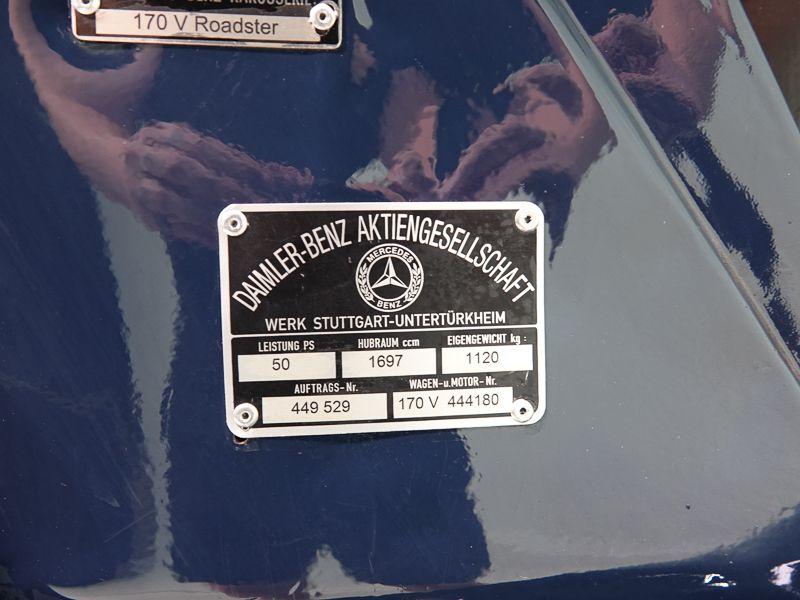 170 V Roadster
DAIMLER-BENZ AKTIENGESELLSCHAFT
MERCEDES
BENZ
WERK STUTTGART-UNTERTÜRKHEIM
LEISTUNG PS HUBRAUM ccm EIGENGEWICHT kg:
50 1697 1120
AUFTRAGS-Nr. WAGEN-u.MOTOR-Nr.
449 529 170 V 444180